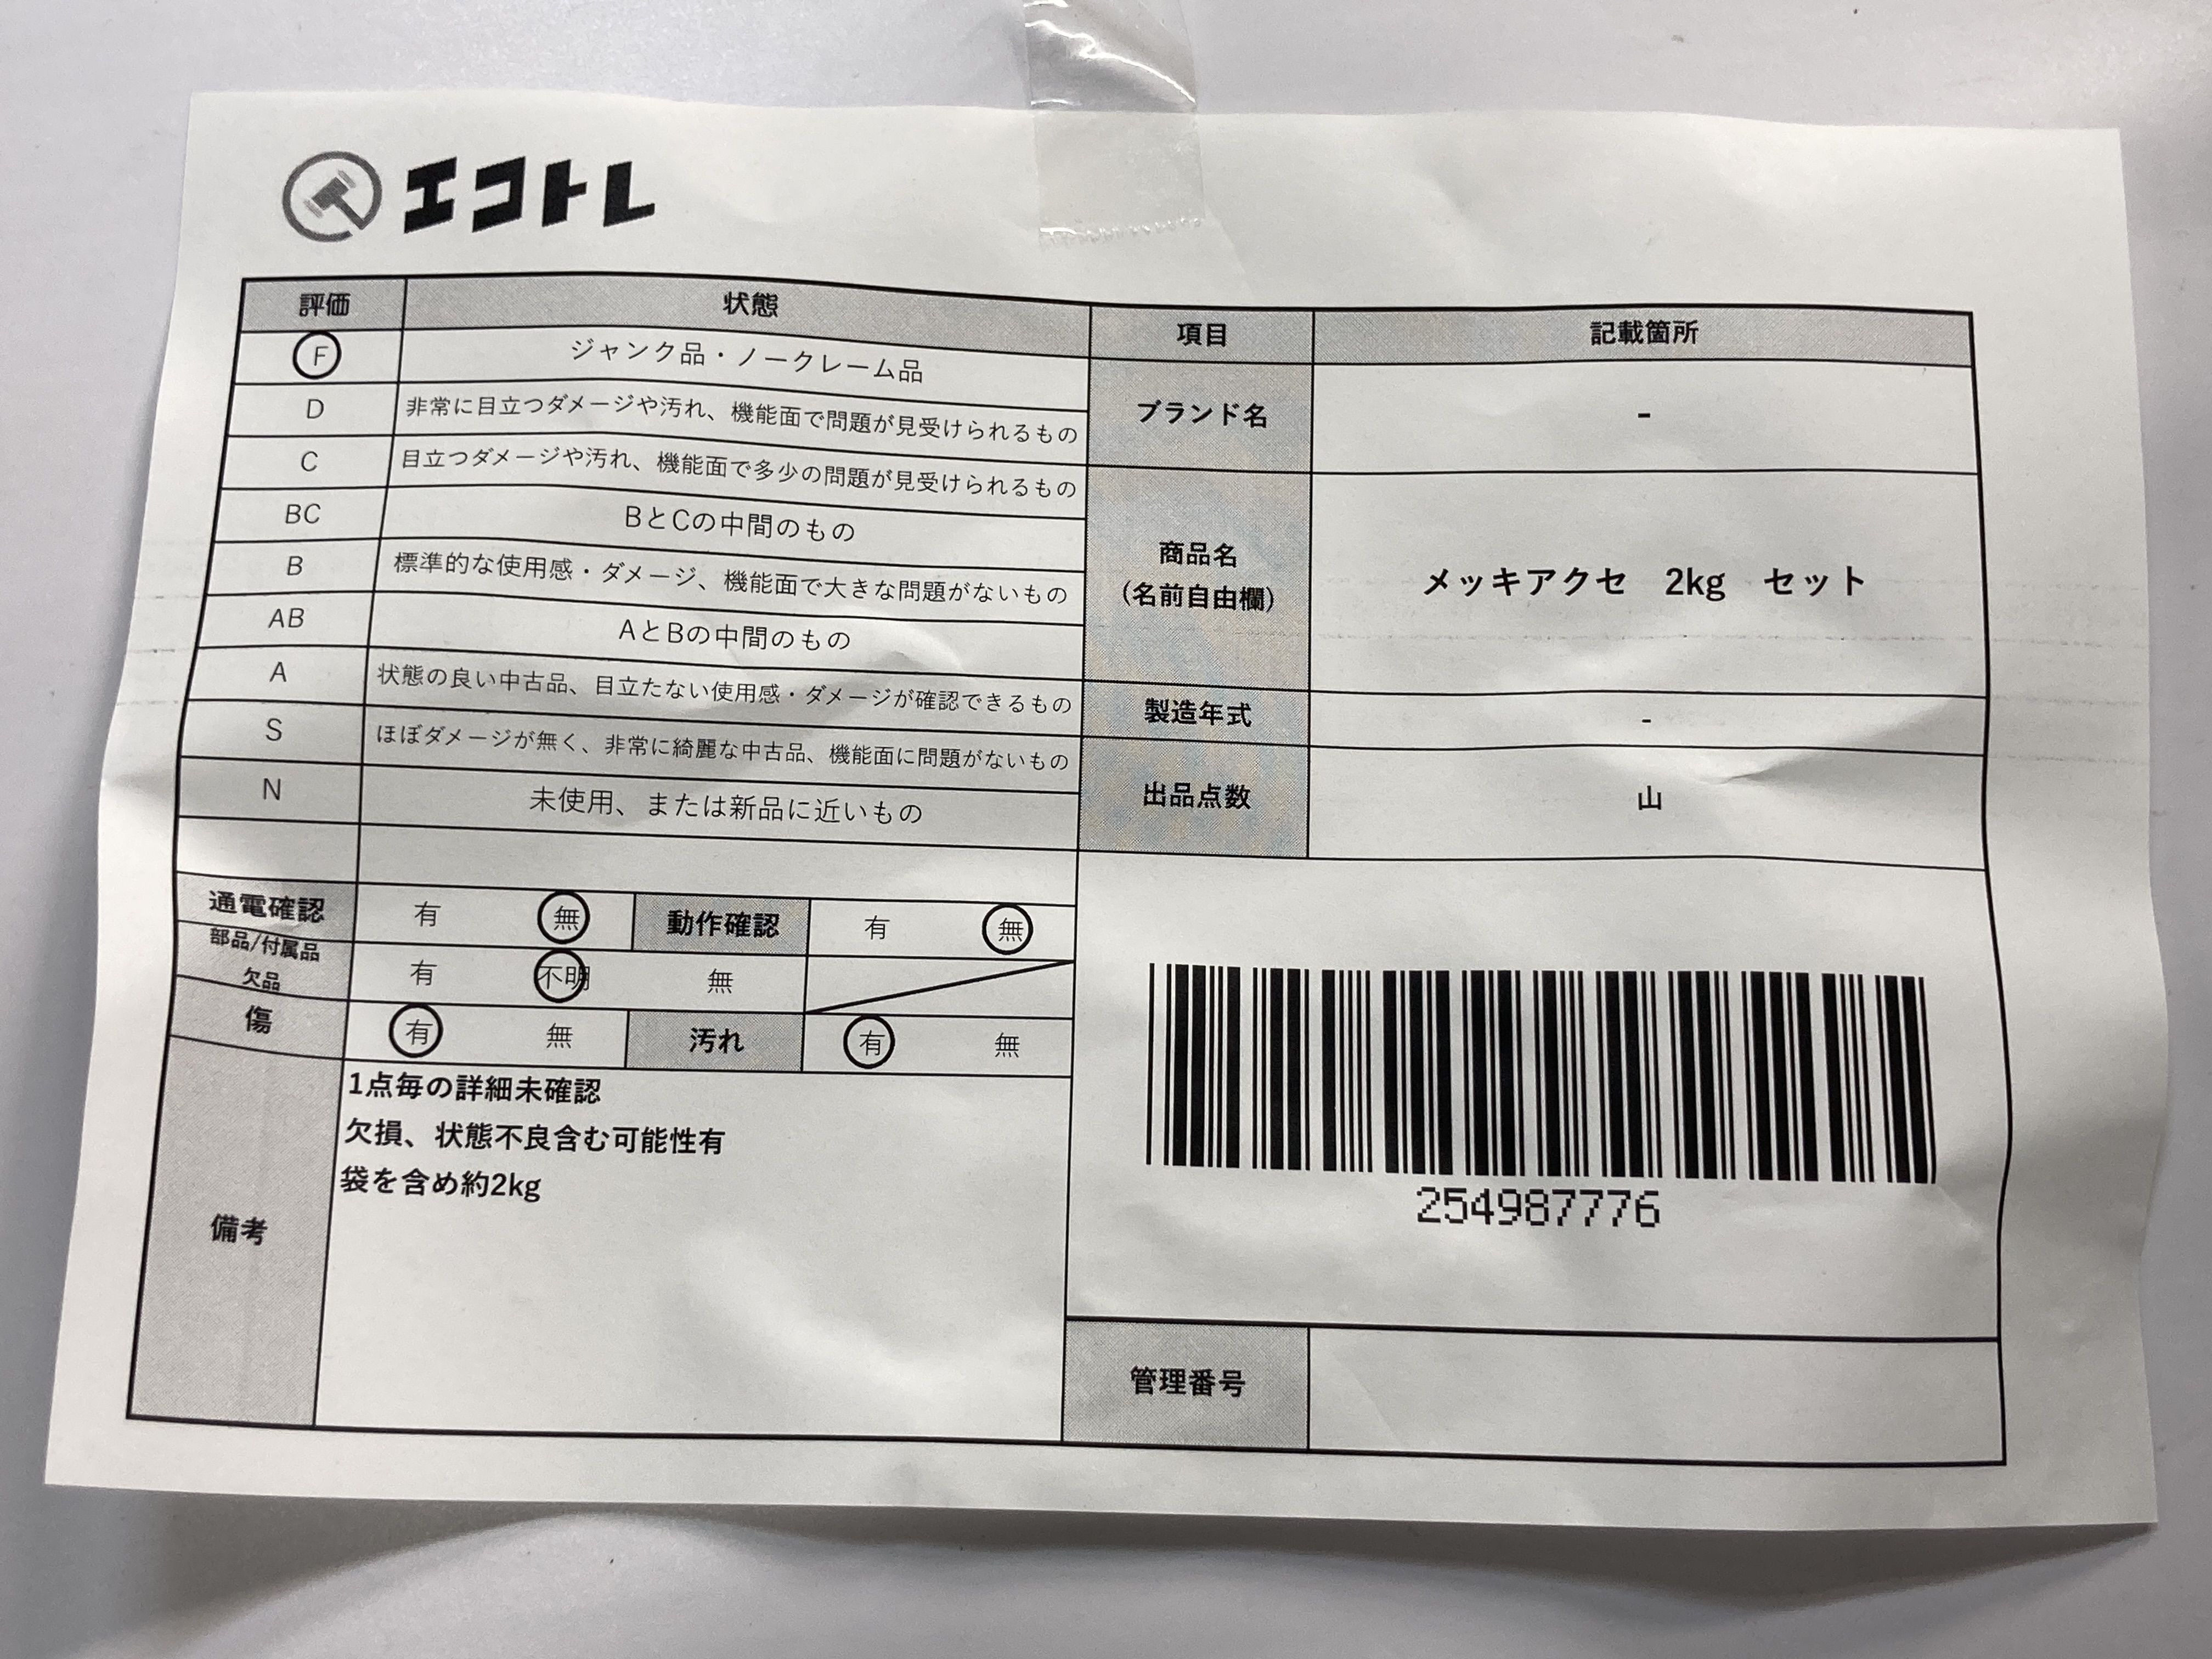 エコトレ
評価 状態
F ジャンク品・ノークレーム品
D 非常に目立つダメージや汚れ、機能面で問題が見受けられるもの
C 目立つダメージや汚れ、機能面で多少の問題が見受けられるもの
BC BとCの中間のもの
B 標準的な使用感・ダメージ、機能面で大きな問題がないもの
AB AとBの中間のもの
A 状態の良い中古品、目立たない使用感・ダメージが確認できるもの
S ほぼダメージが無く、非常に綺麗な中古品、機能面に問題がないもの
N 未使用、または新品に近いもの
通電確認 有 無 動作確認 有 無
部品/付属品
欠品 有 不明 無
傷 有 無 汚れ 有 無
備考
1点毎の詳細未確認
欠損、状態不良含む可能性有
袋を含め約2kg
項目 記載箇所
ブランド名 -
商品名
(名前自由欄) メッキアクセ 2kg セット
製造年式 -
出品点数 山
254987776
管理番号